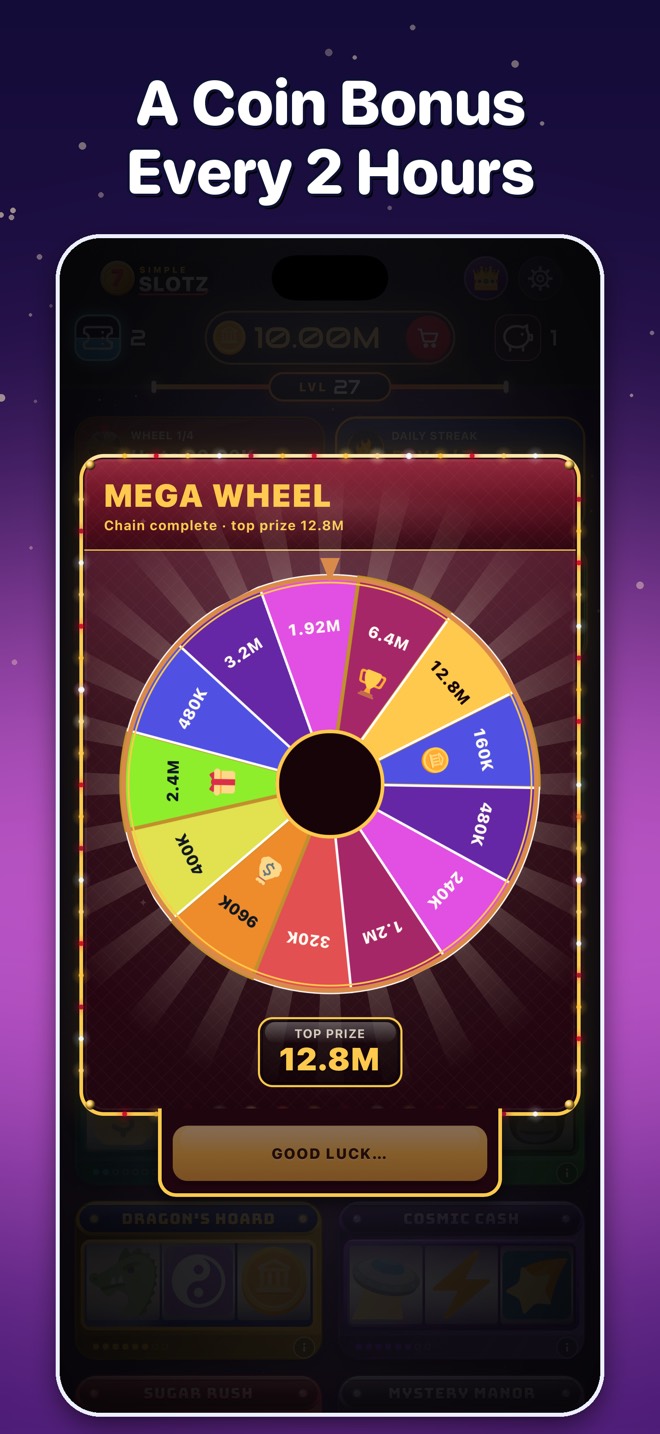 A Coin Bonus
Every 2 Hours
SIMPLE
SLOTZ
2
10.00M
1
LVL 27
WHEEL 1/4
DAILY STREAK
MEGA WHEEL
Chain complete · top prize 12.8M
1.92M
6.4M
12.8M
160K
480K
240K
1.2M
320K
960K
400K
2.4M
480K
3.2M
TOP PRIZE
12.8M
GOOD LUCK...
DRAGON'S HOARD
COSMIC CASH
SUGAR RUSH
MYSTERY MANOR